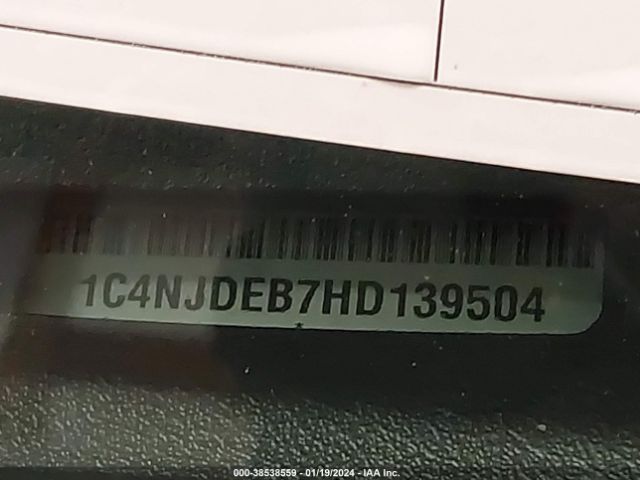 1C4NJDEB7HD139504
000-38538559 - 01/19/2024 - IAA Inc.